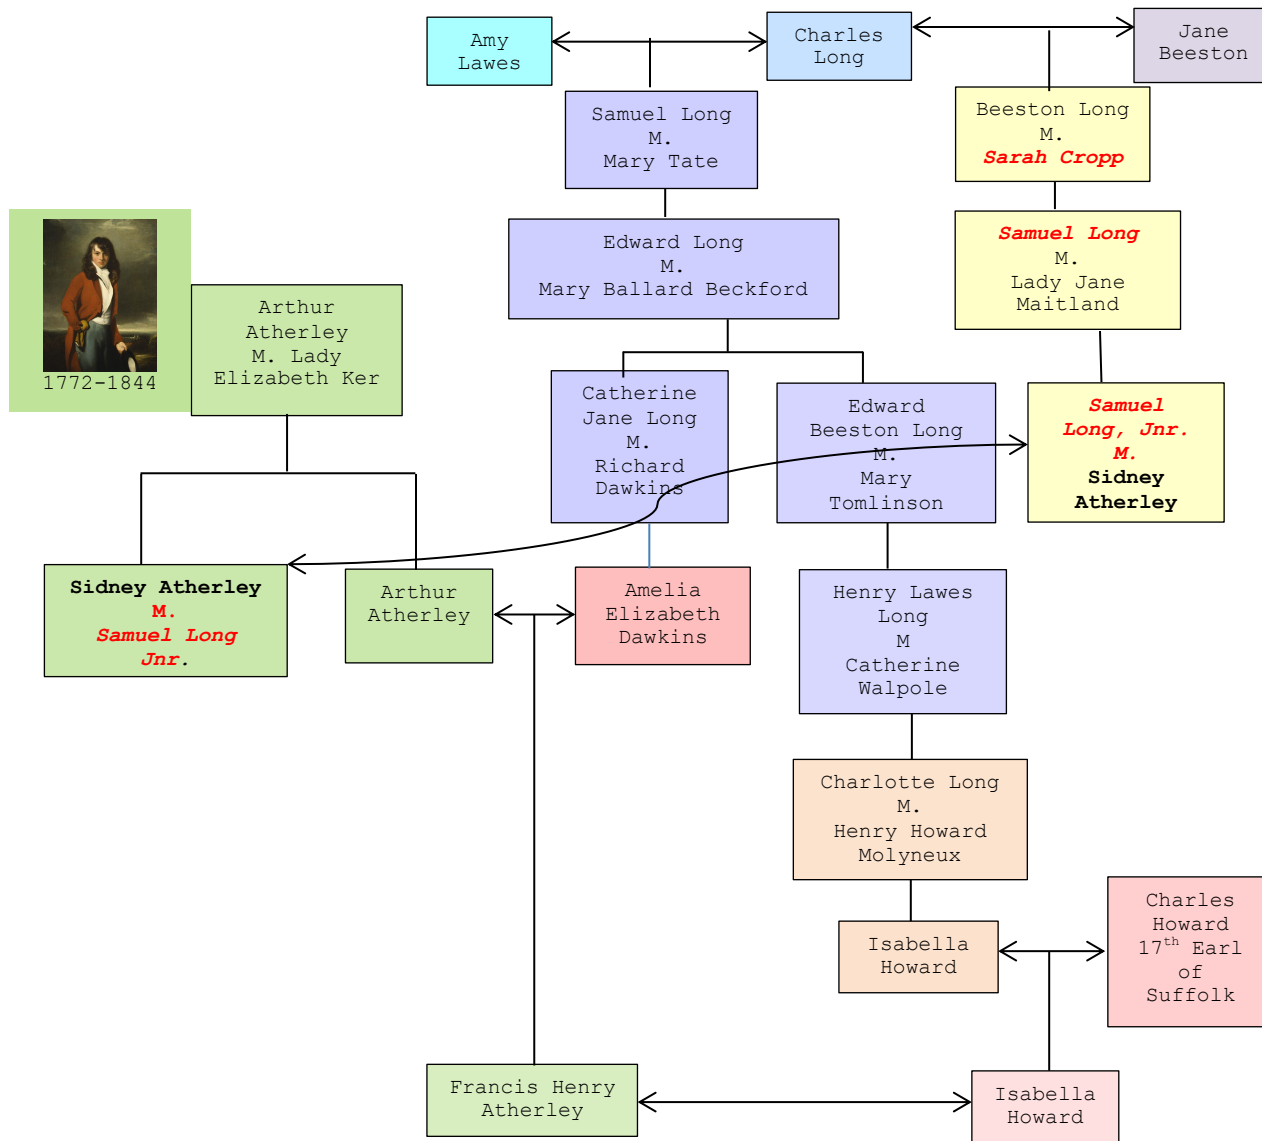 Amy
Lawes
Charles
Long
Jane
Beeston
Samuel Long
M.
Mary Tate
Beeston Long
M.
Sarah Cropp
Edward Long
M.
Mary Ballard Beckford
Samuel Long
M.
Lady Jane
Maitland
1772-1844
Arthur
Atherley
M. Lady
Elizabeth Ker
Catherine
Jane Long
M.
Richard
Dawkins
Edward
Beeston Long
M.
Mary
Tomlinson
Samuel
Long, Jnr.
M.
Sidney
Atherley
Sidney Atherley
M.
Samuel Long
Jnr.
Arthur
Atherley
Amelia
Elizabeth
Dawkins
Henry Lawes
Long
M
Catherine
Walpole
Charlotte Long
M.
Henry Howard
Molyneux
Isabella
Howard
Charles
Howard
17th Earl
of
Suffolk
Francis Henry
Atherley
Isabella
Howard